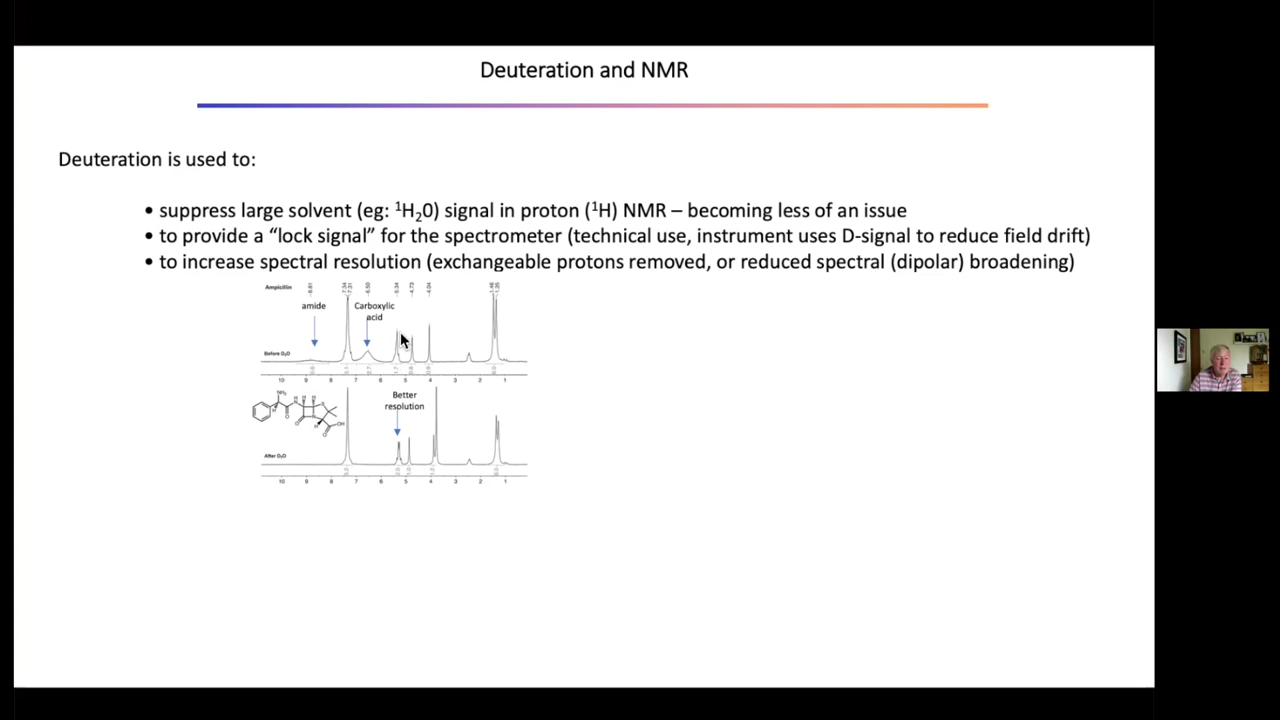 Deuteration and NMR
Deuteration is used to:
• suppress large solvent (eg: ¹H₂0) signal in proton (¹H) NMR – becoming less of an issue
• to provide a “lock signal” for the spectrometer (technical use, instrument uses D-signal to reduce field drift)
• to increase spectral resolution (exchangeable protons removed, or reduced spectral (dipolar) broadening)
Ampicillin
amide
Carboxylic
acid
Before D₂O
10 9 8 7 6 5 4 3 2 1
Better
resolution
After D₂O
10 9 8 7 6 5 4 3 2 1